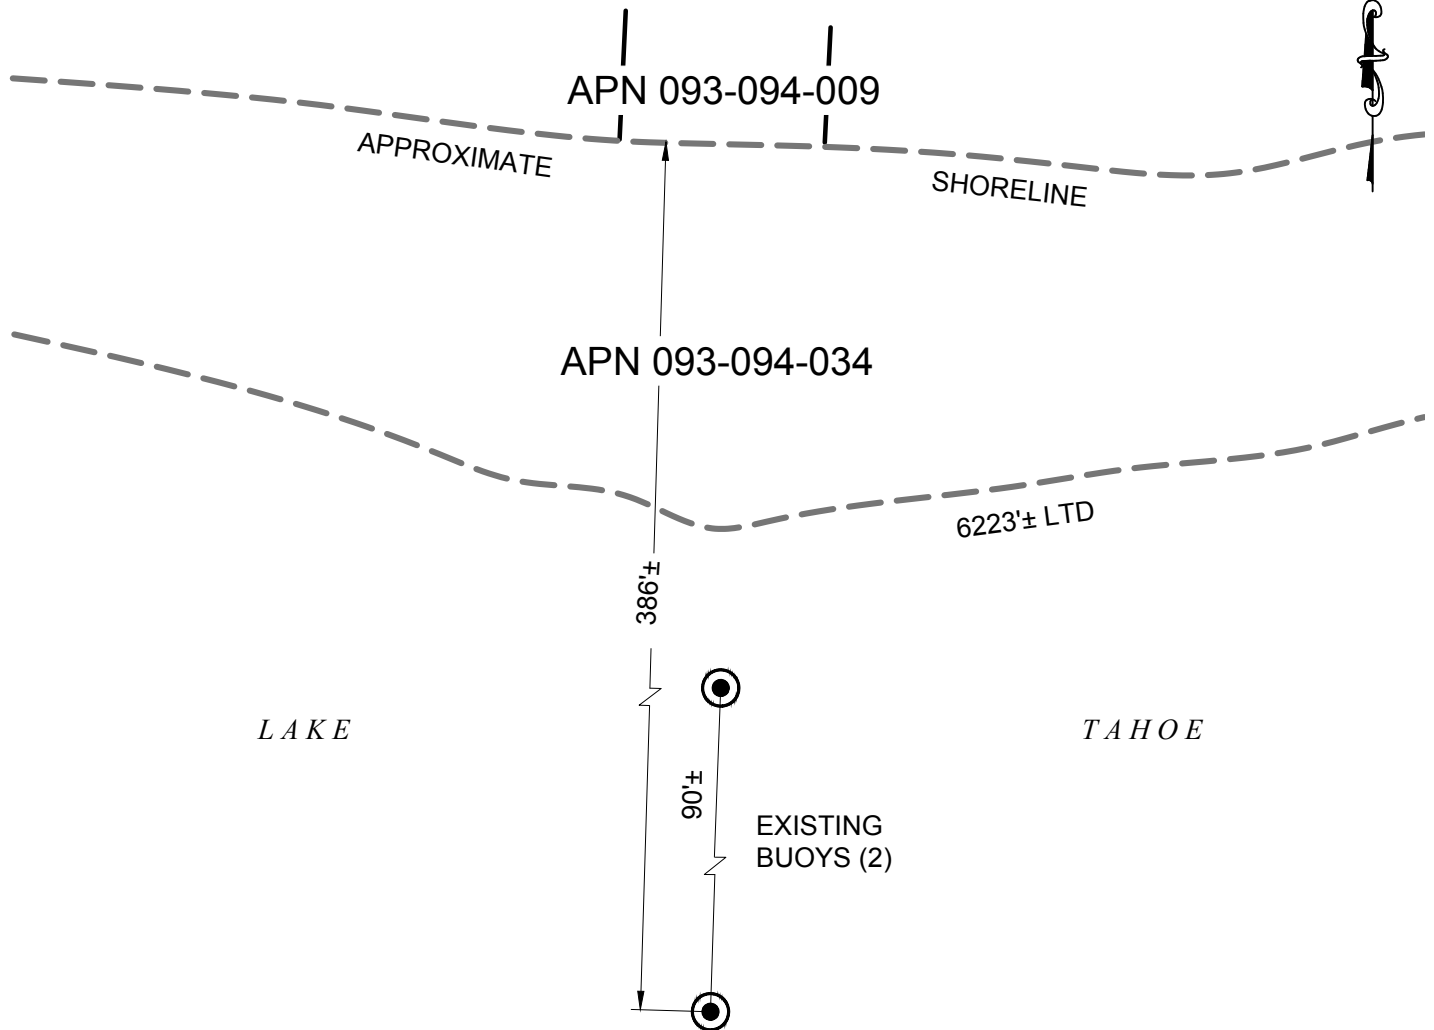 APN 093-094-009
APPROXIMATE
SHORELINE
APN 093-094-034
6223'± LTD
386'±
LAKE
TAHOE
90'±
EXISTING
BUOYS (2)